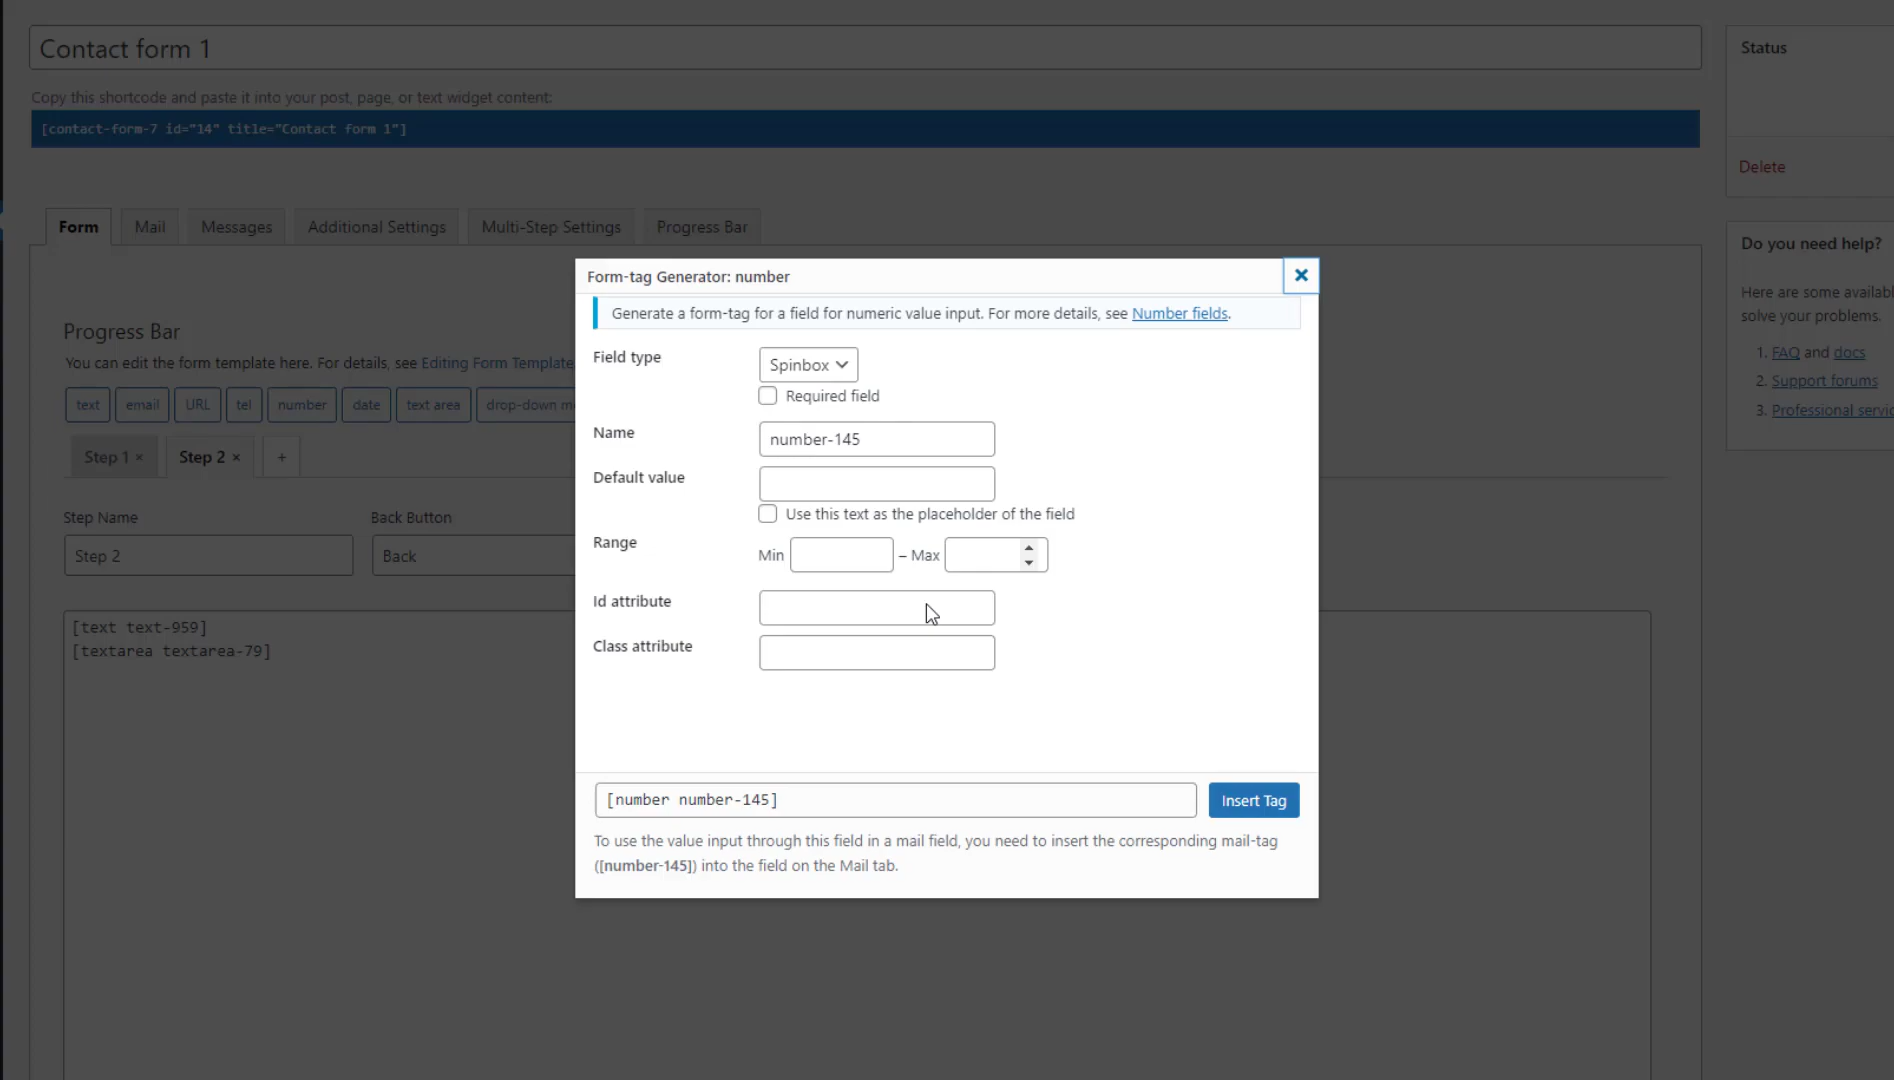 Contact form 1
Copy this shortcode and paste it into your post, page, or text widget content:
[contact-form-7 id="14" title="Contact form 1"]
Status
Delete
Form
Mail
Messages
Additional Settings
Multi-Step Settings
Progress Bar
Do you need help?
Here are some availabl
solve your problems.
1. FAQ and docs
2. Support forums
3. Professional servic
Progress Bar
You can edit the form template here. For details, see Editing Form Template
text
email
URL
tel
number
date
text area
drop-down m
Step 1 ×
Step 2 ×
+
Step Name
Back Button
Step 2
Back
[text text-959]
[textarea textarea-79]
Form-tag Generator: number
Generate a form-tag for a field for numeric value input. For more details, see Number fields.
Field type
Spinbox
Required field
Name
number-145
Default value
Use this text as the placeholder of the field
Range
Min
– Max
Id attribute
Class attribute
[number number-145]
Insert Tag
To use the value input through this field in a mail field, you need to insert the corresponding mail-tag
([number-145]) into the field on the Mail tab.